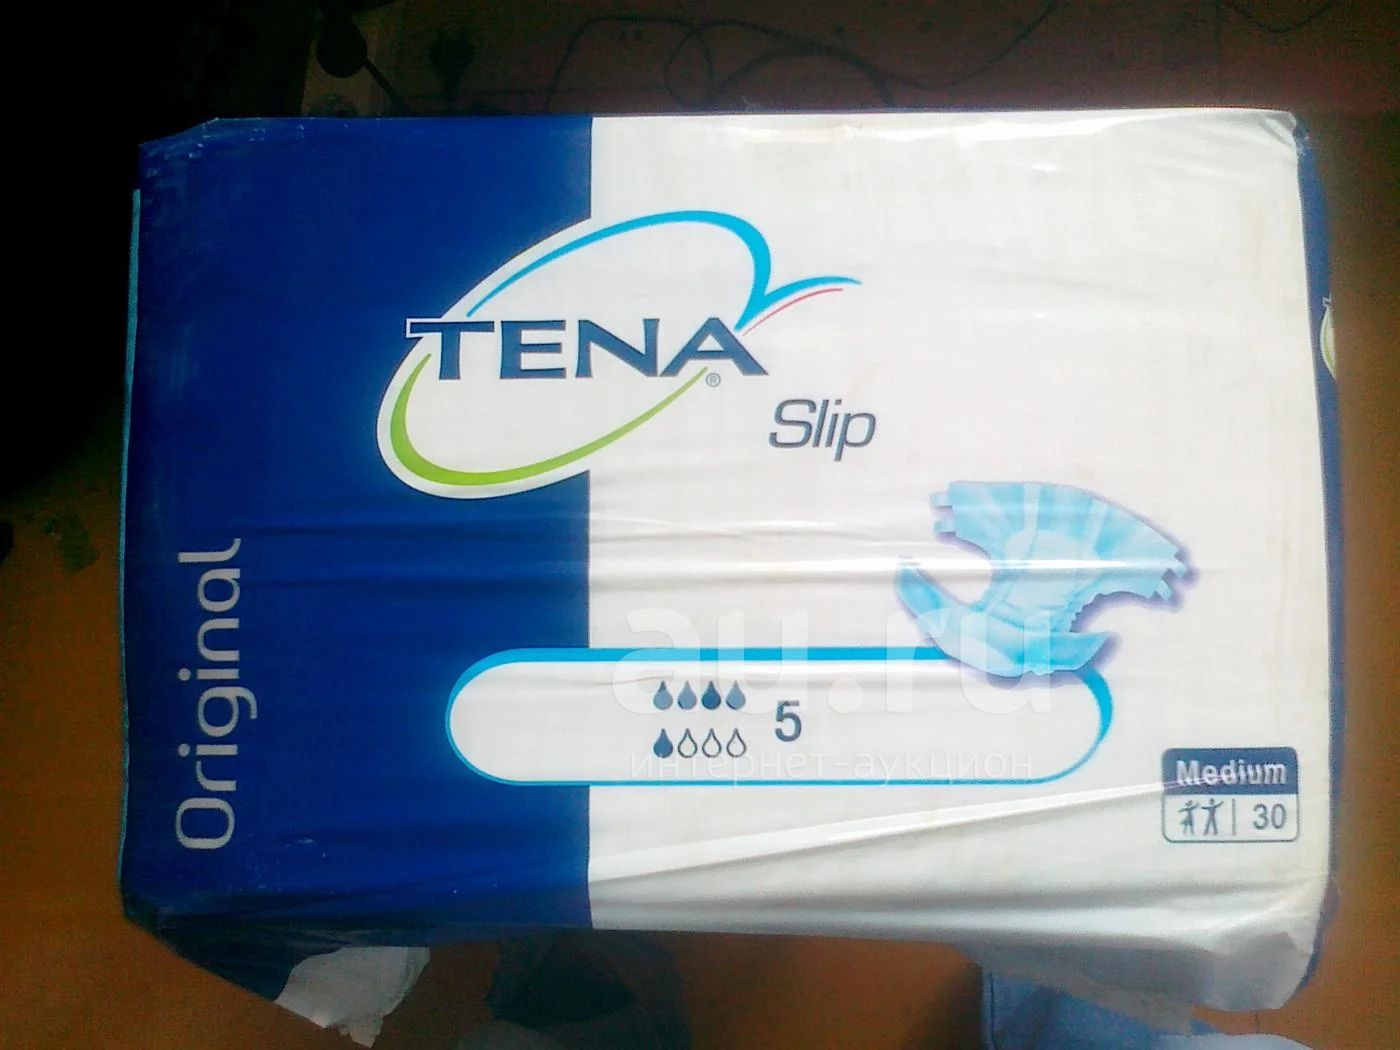 TENA®
Slip
Original
5
Medium
30
au.ru
интернет-аукцион